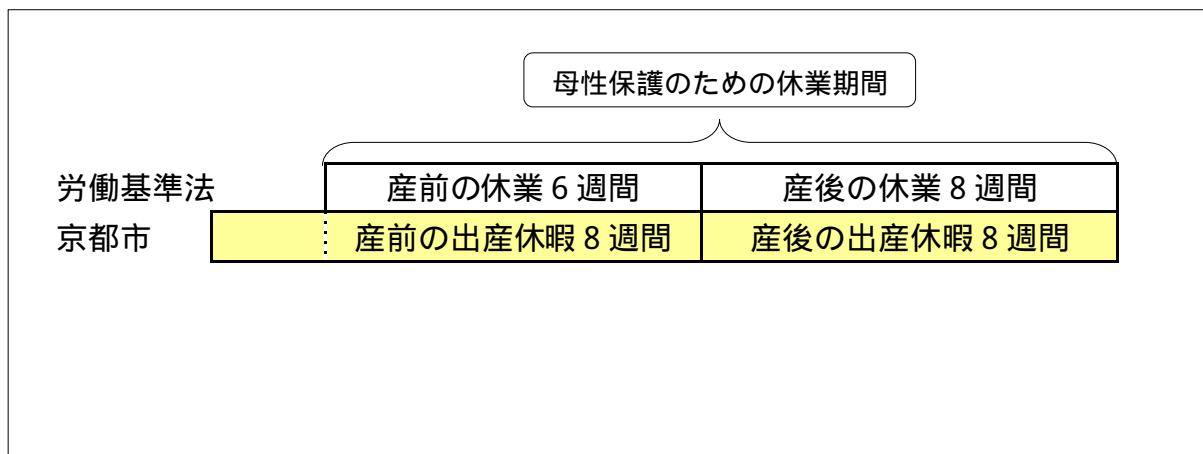 母性保護のための休業期間
労働基準法 産前の休業６週間 産後の休業８週間
京都市 産前の出産休暇８週間 産後の出産休暇８週間